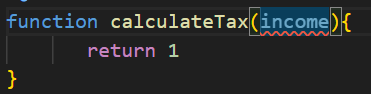 function calculateTax(income){
return 1
}